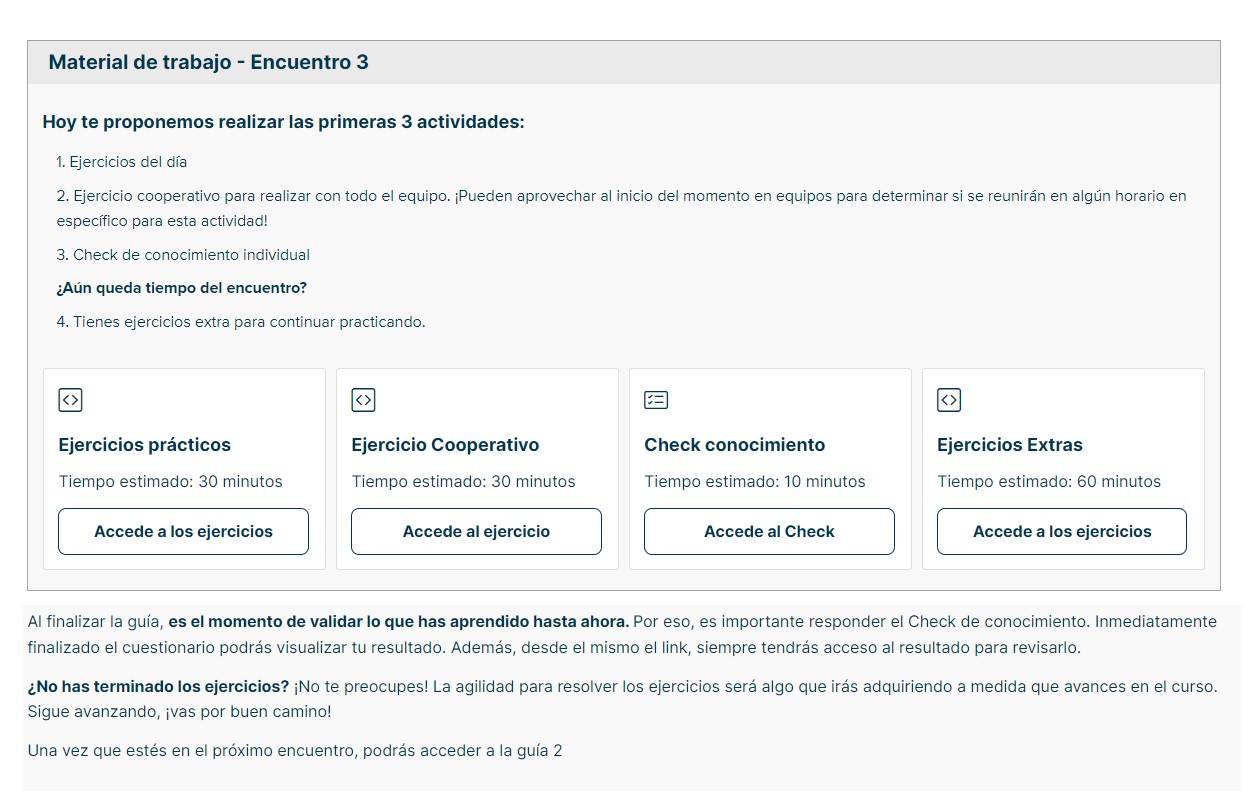 Material de trabajo - Encuentro 3
Hoy te proponemos realizar las primeras 3 actividades:
1. Ejercicios del día
2. Ejercicio cooperativo para realizar con todo el equipo. ¡Pueden aprovechar al inicio del momento en equipos para determinar si se reunirán en algún horario en
específico para esta actividad!
3. Check de conocimiento individual
¿Aún queda tiempo del encuentro?
4. Tienes ejercicios extra para continuar practicando.
Ejercicios prácticos
Tiempo estimado: 30 minutos
Accede a los ejercicios
Ejercicio Cooperativo
Tiempo estimado: 30 minutos
Accede al ejercicio
Check conocimiento
Tiempo estimado: 10 minutos
Accede al Check
Ejercicios Extras
Tiempo estimado: 60 minutos
Accede a los ejercicios
Al finalizar la guía, es el momento de validar lo que has aprendido hasta ahora. Por eso, es importante responder el Check de conocimiento. Inmediatamente
finalizado el cuestionario podrás visualizar tu resultado. Además, desde el mismo el link, siempre tendrás acceso al resultado para revisarlo.
¿No has terminado los ejercicios? ¡No te preocupes! La agilidad para resolver los ejercicios será algo que irás adquiriendo a medida que avances en el curso.
Sigue avanzando, ¡vas por buen camino!
Una vez que estés en el próximo encuentro, podrás acceder a la guía 2